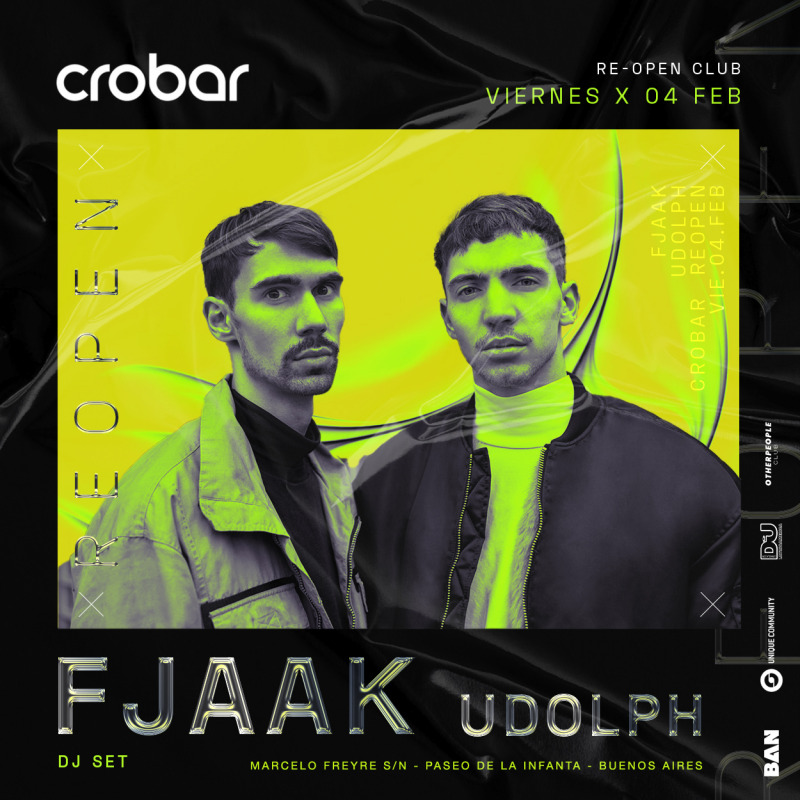 crobar
RE-OPEN CLUB
VIERNES X 04 FEB
REOPEN
FJAAK
UDOLPH
CROBAR REOPEN
VIE.04.FEB
OTHERPEOPLE
CLUB
DJ
UNIQUE COMMUNITY
BAN
FJAAK UDOLPH
DJ SET
MARCELO FREYRE S/N - PASEO DE LA INFANTA - BUENOS AIRES